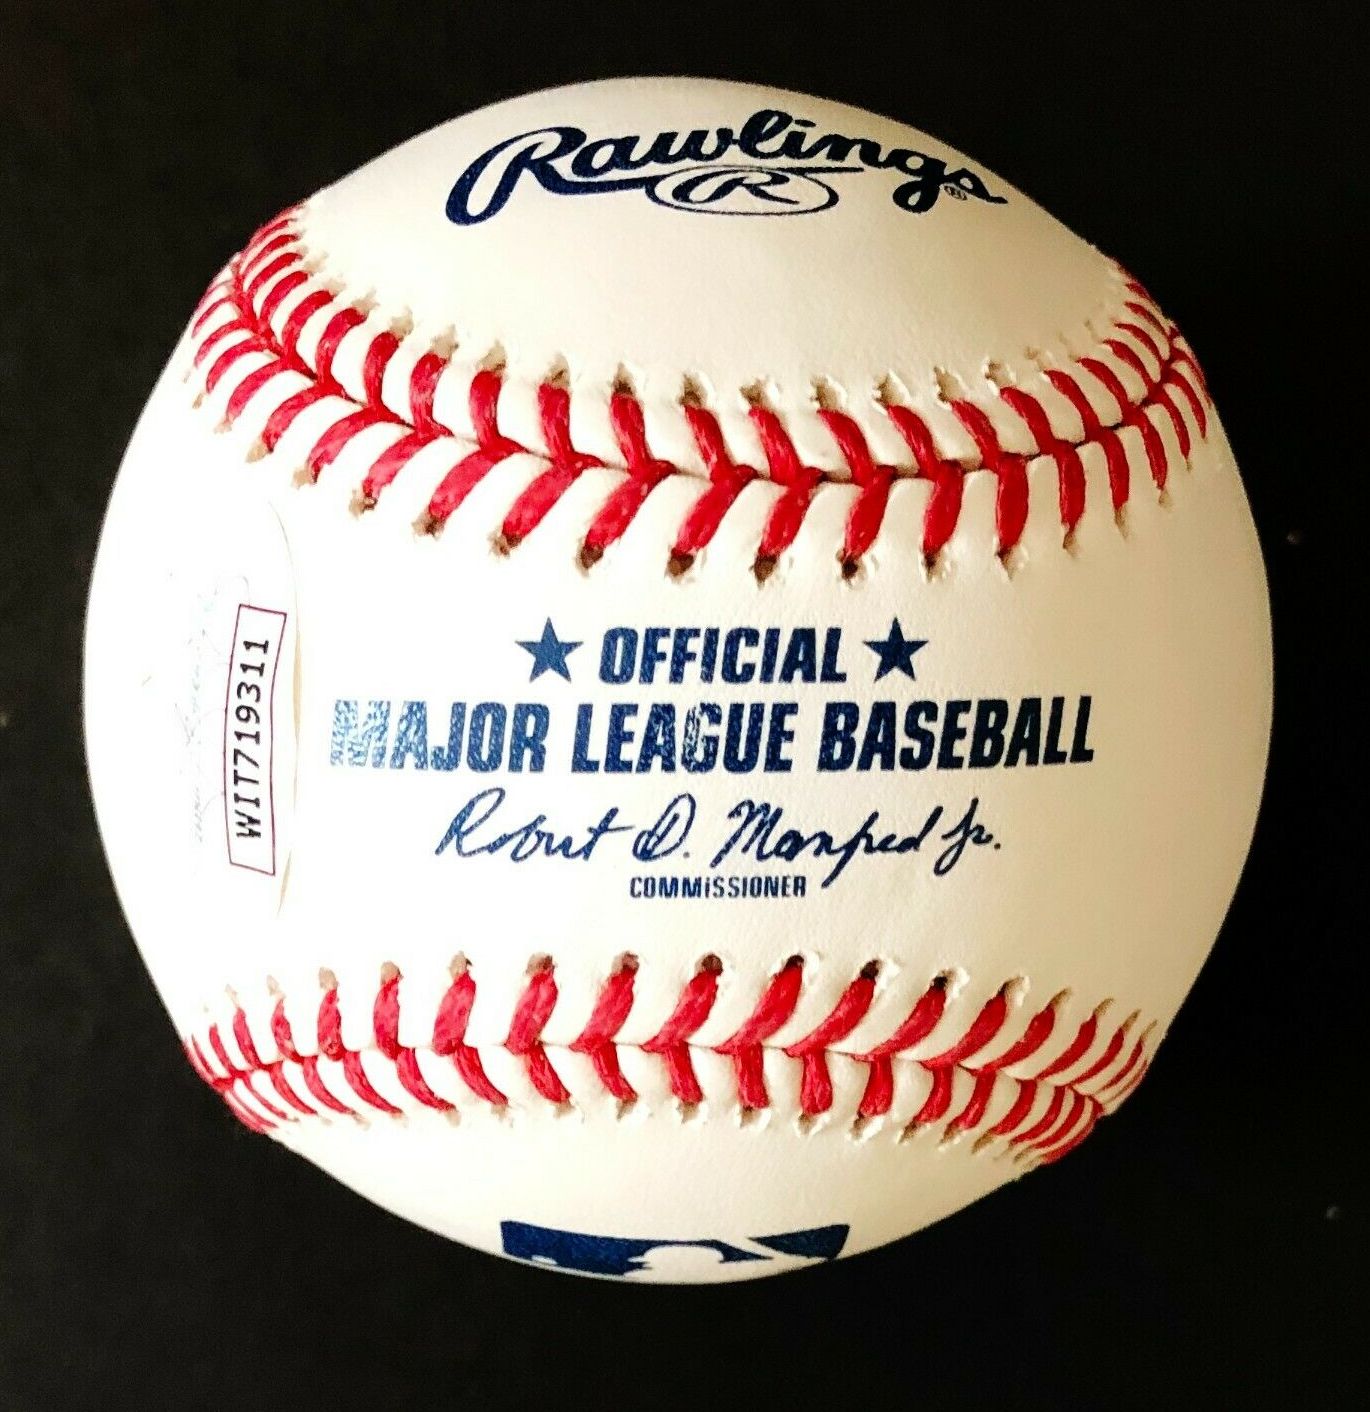 Rawlings
R
®
★ OFFICIAL ★
MAJOR LEAGUE BASEBALL
Robert D. Manfred Jr.
COMMISSIONER
WIT719311